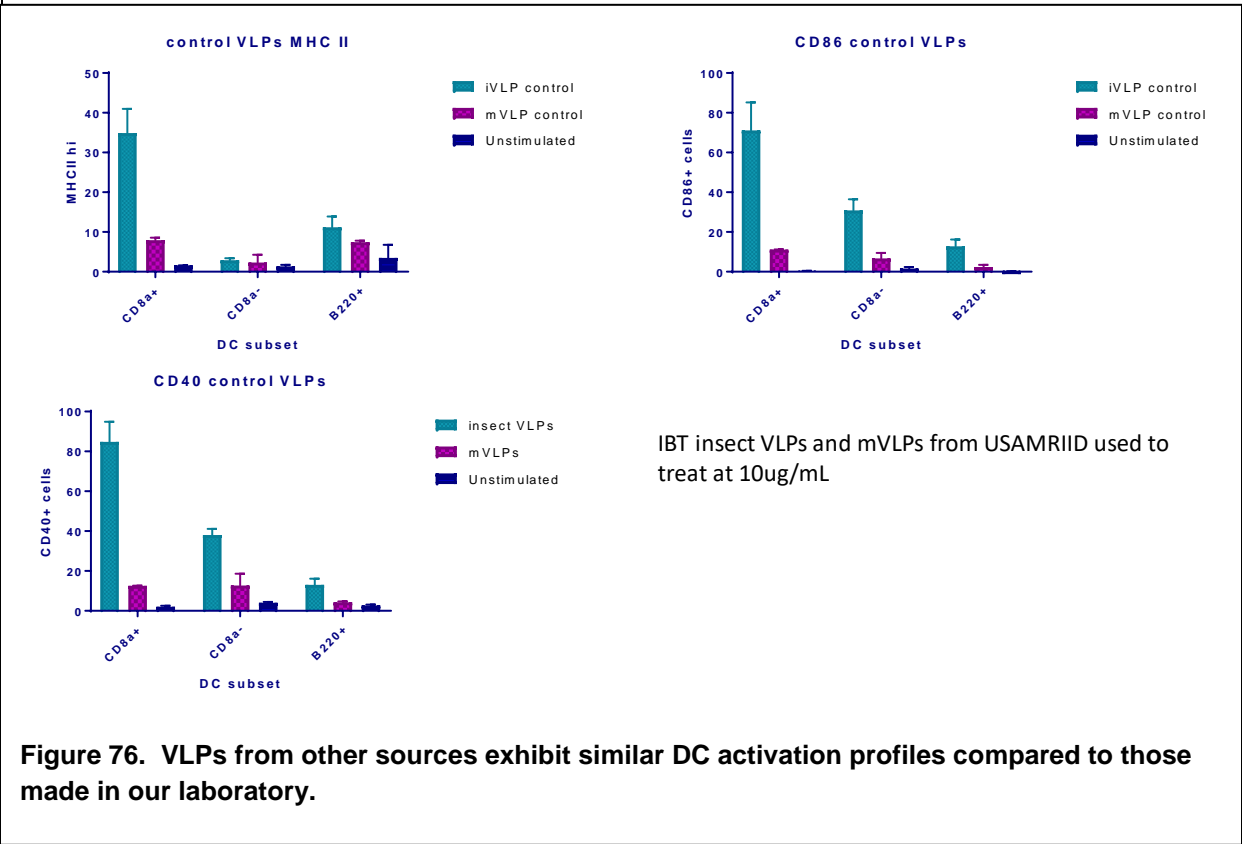 control VLPs MHC II
MHCII hi
50
40
30
20
10
0
CD8a+
CD8a-
B220+
DC subset
iVLP control
mVLP control
Unstimulated
CD86 control VLPs
CD86+ cells
100
80
60
40
20
0
CD8a+
CD8a-
B220+
DC subset
iVLP control
mVLP control
Unstimulated
CD40 control VLPs
CD40+ cells
100
80
60
40
20
0
CD8a+
CD8a-
B220+
DC subset
insect VLPs
mVLPs
Unstimulated
IBT insect VLPs and mVLPs from USAMRIID used to
treat at 10ug/mL
Figure 76. VLPs from other sources exhibit similar DC activation profiles compared to those
made in our laboratory.